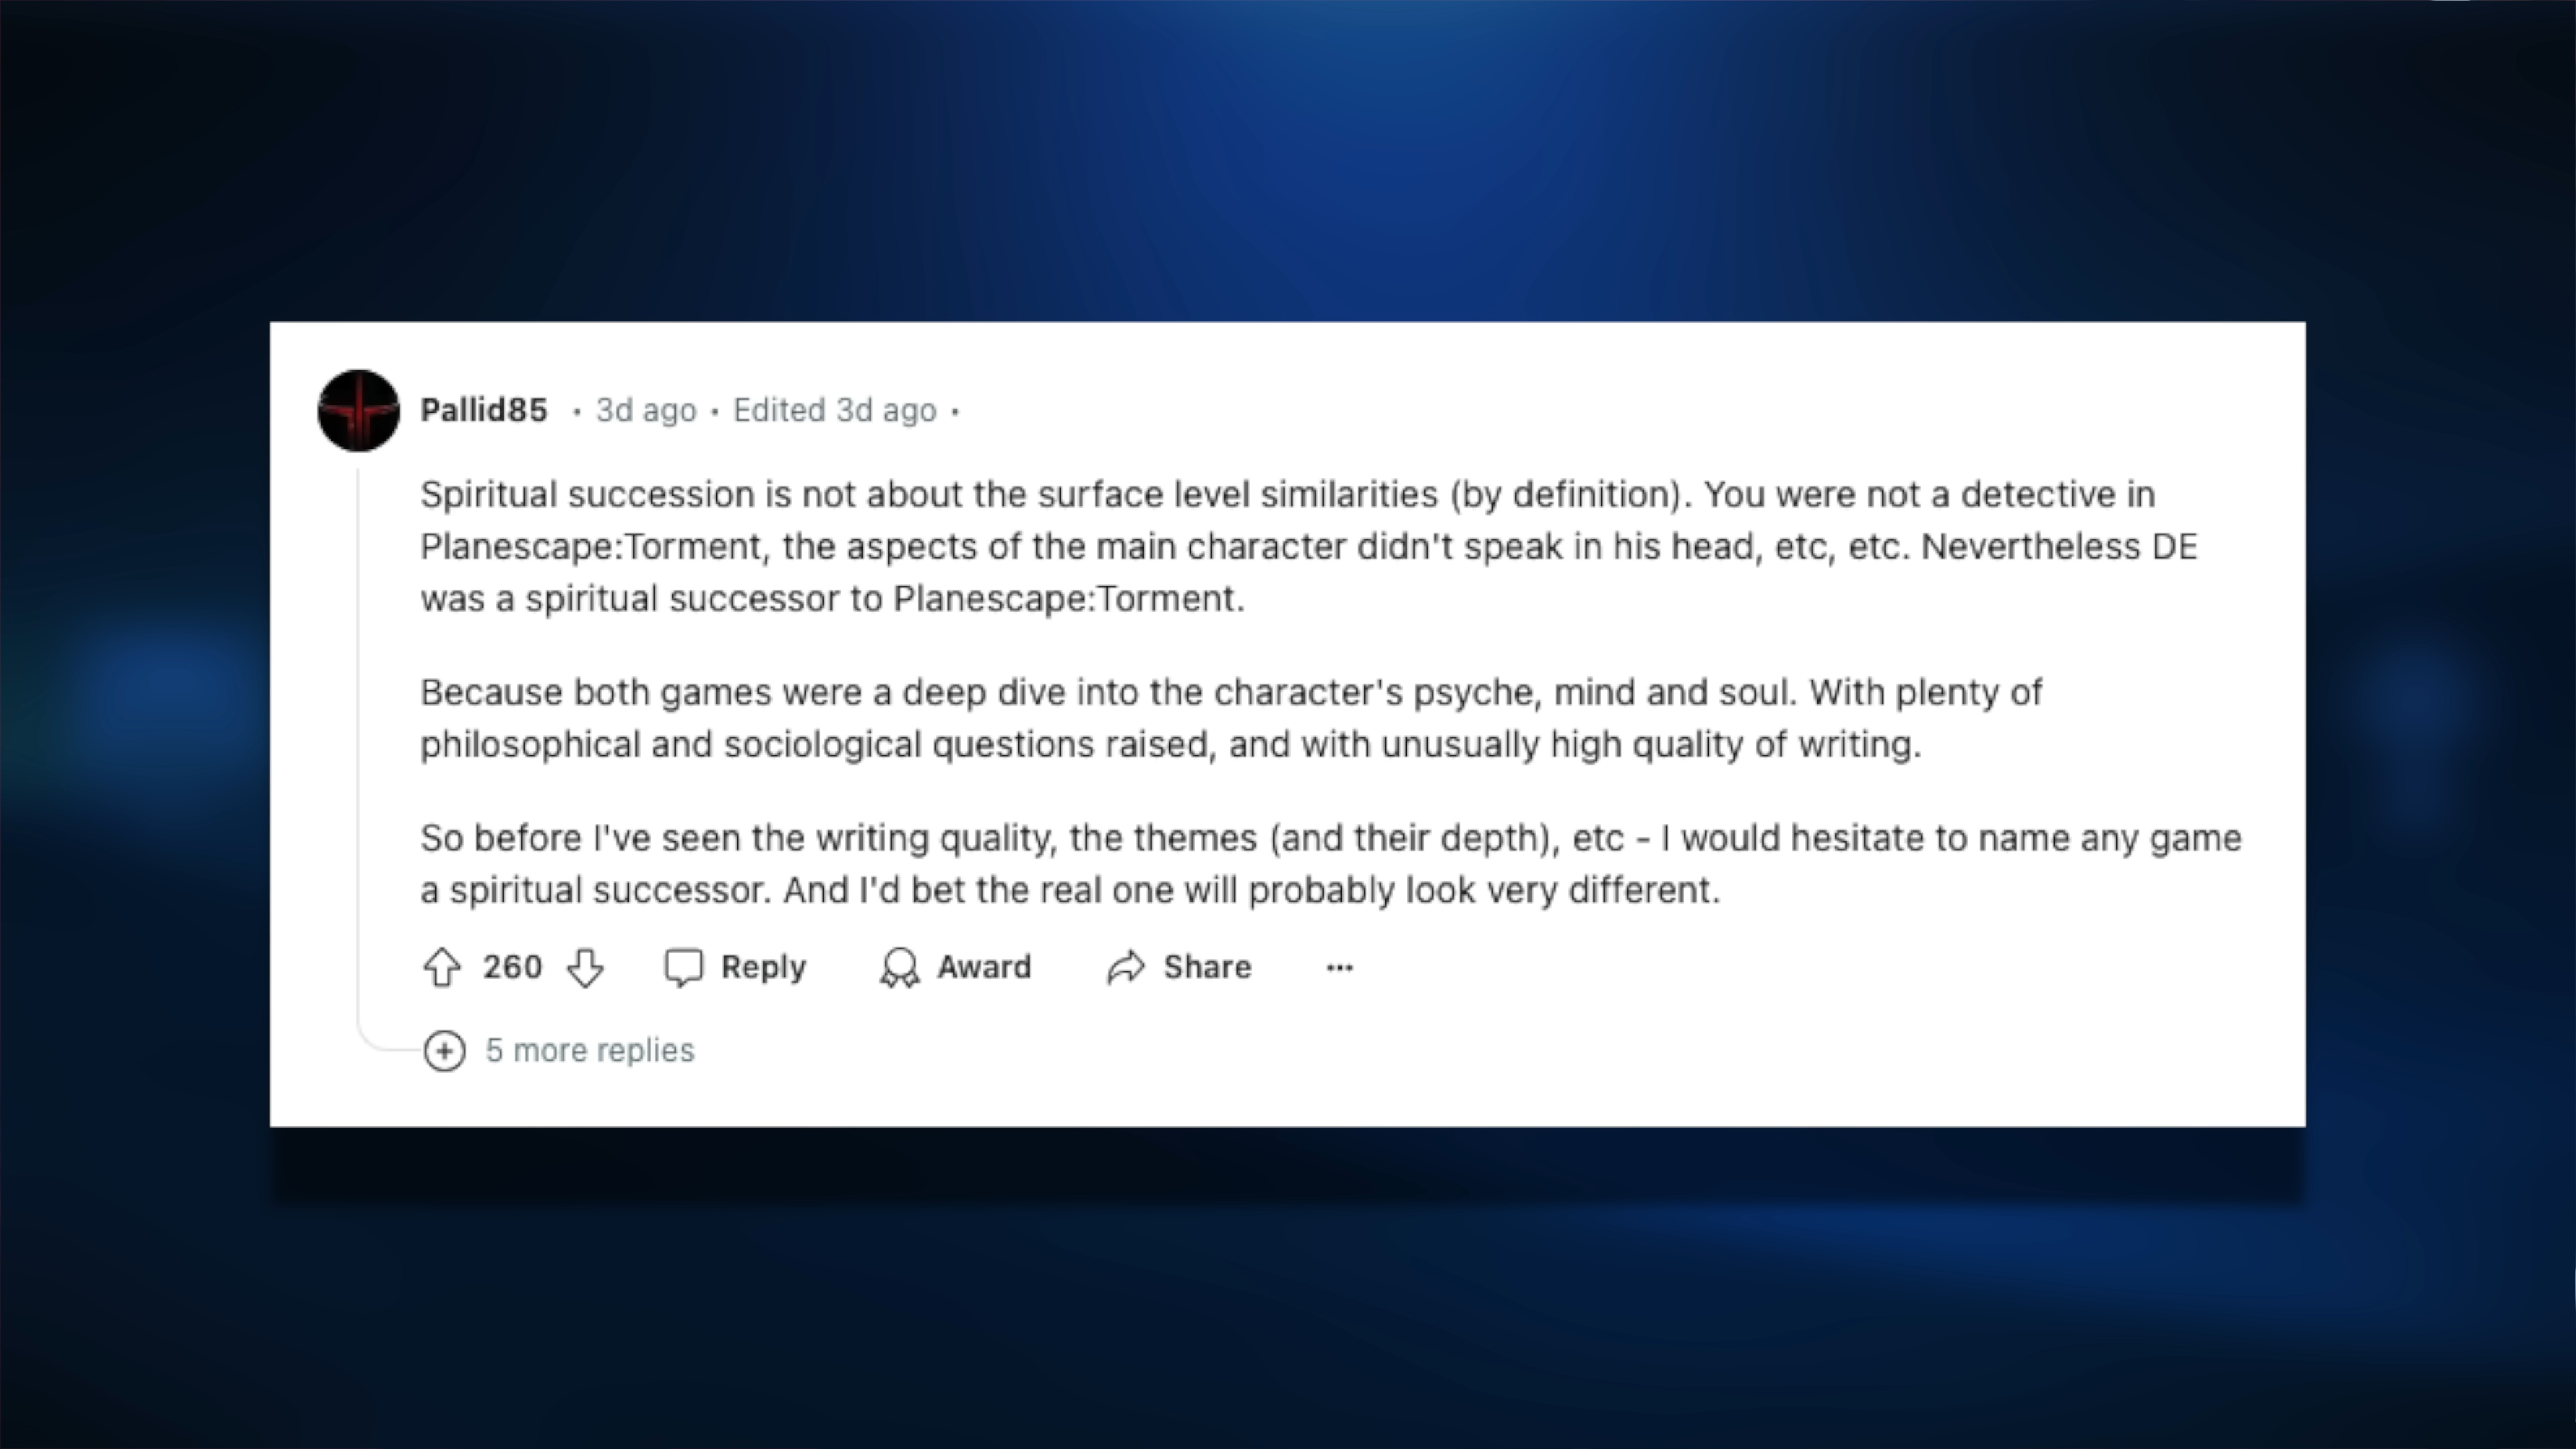 Pallid85 • 3d ago • Edited 3d ago •
Spiritual succession is not about the surface level similarities (by definition). You were not a detective in
Planescape:Torment, the aspects of the main character didn't speak in his head, etc, etc. Nevertheless DE
was a spiritual successor to Planescape:Torment.
Because both games were a deep dive into the character's psyche, mind and soul. With plenty of
philosophical and sociological questions raised, and with unusually high quality of writing.
So before I've seen the writing quality, the themes (and their depth), etc - I would hesitate to name any game
a spiritual successor. And I'd bet the real one will probably look very different.
260 Reply Award Share ...
5 more replies